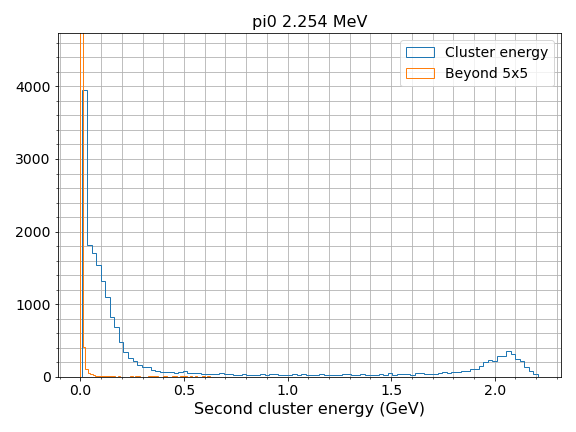 pi0 2.254 MeV
Cluster energy
Beyond 5x5
4000
3000
2000
1000
0
0.0 0.5 1.0 1.5 2.0
Second cluster energy (GeV)